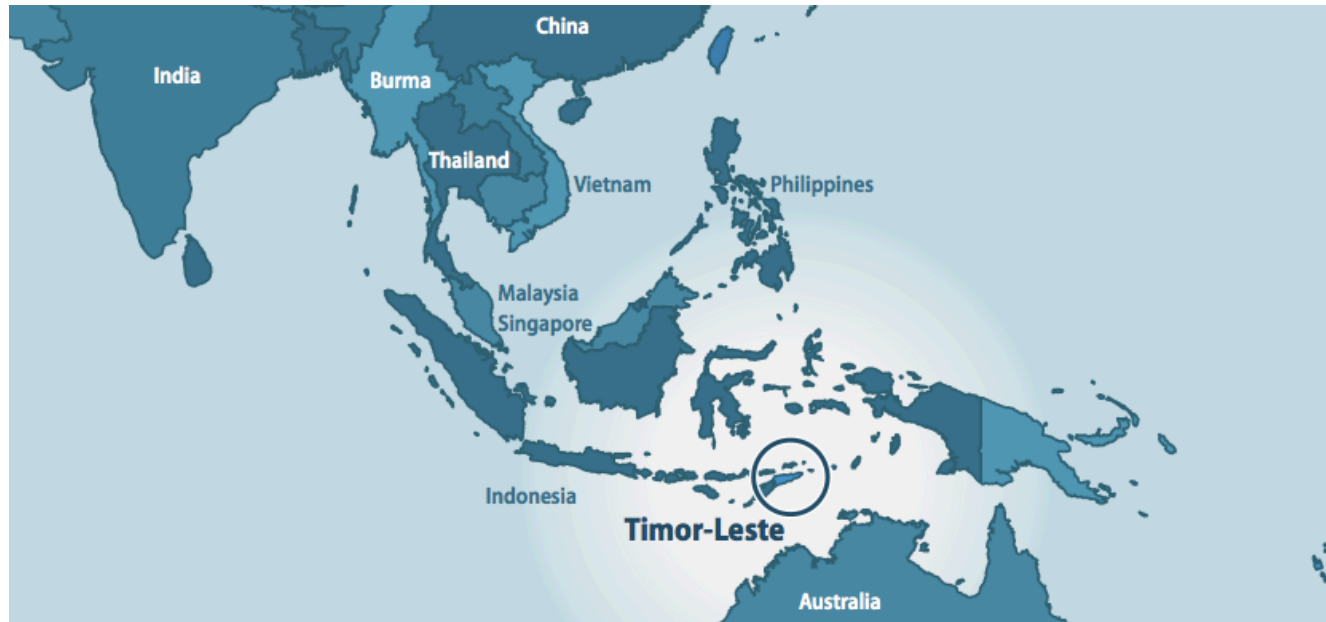 China
India
Burma
Thailand
Vietnam
Philippines
Malaysia
Singapore
Indonesia
Timor-Leste
Australia